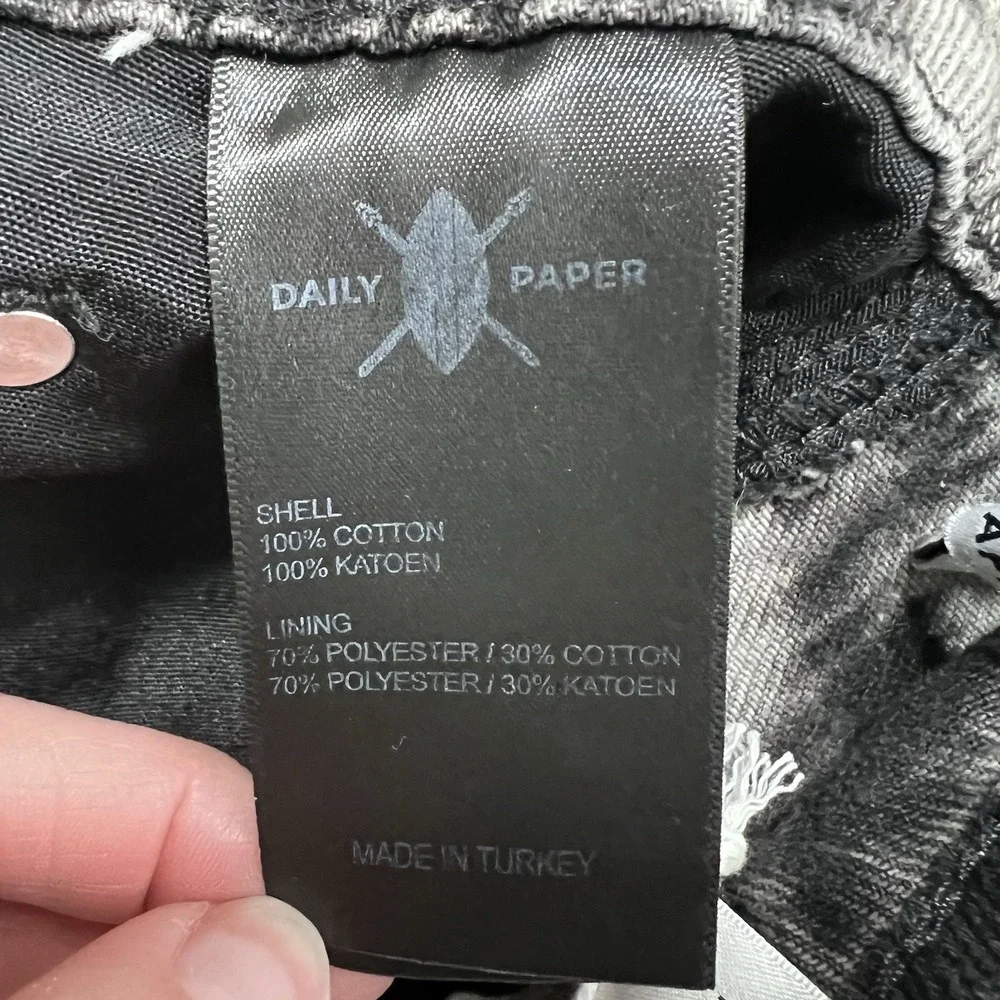 DAILY PAPER
SHELL
100% COTTON
100% KATOEN
LINING
70% POLYESTER / 30% COTTON
70% POLYESTER / 30% KATOEN
MADE IN TURKEY